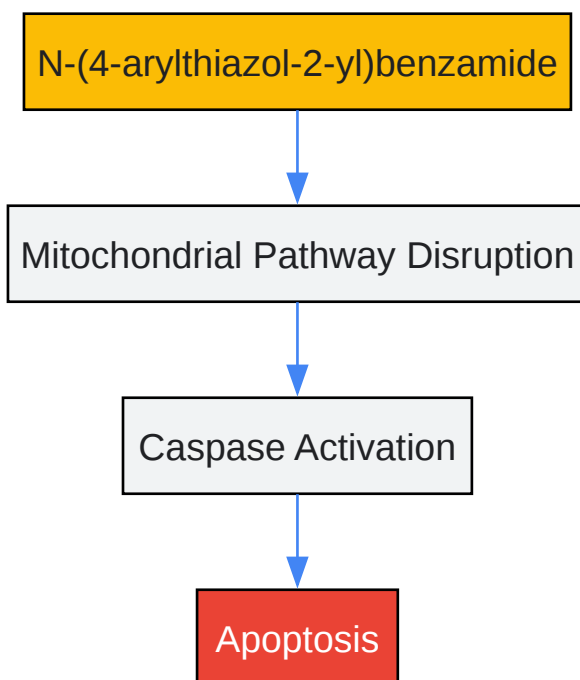 N-(4-arylthiazol-2-yl)benzamide
Mitochondrial Pathway Disruption
Caspase Activation
Apoptosis